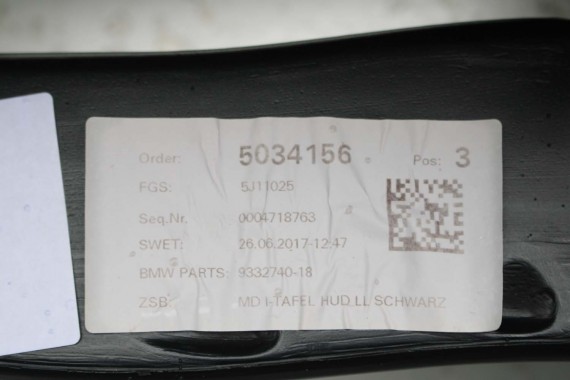 Order: 5034156 Pos: 3
FGS: 5J11025
Seq.Nr. 0004718763
SWET: 26.06.2017-12.47
BMW PARTS: 9332740-18
ZSB: MD I-TAFEL HUD LL SCHWARZ